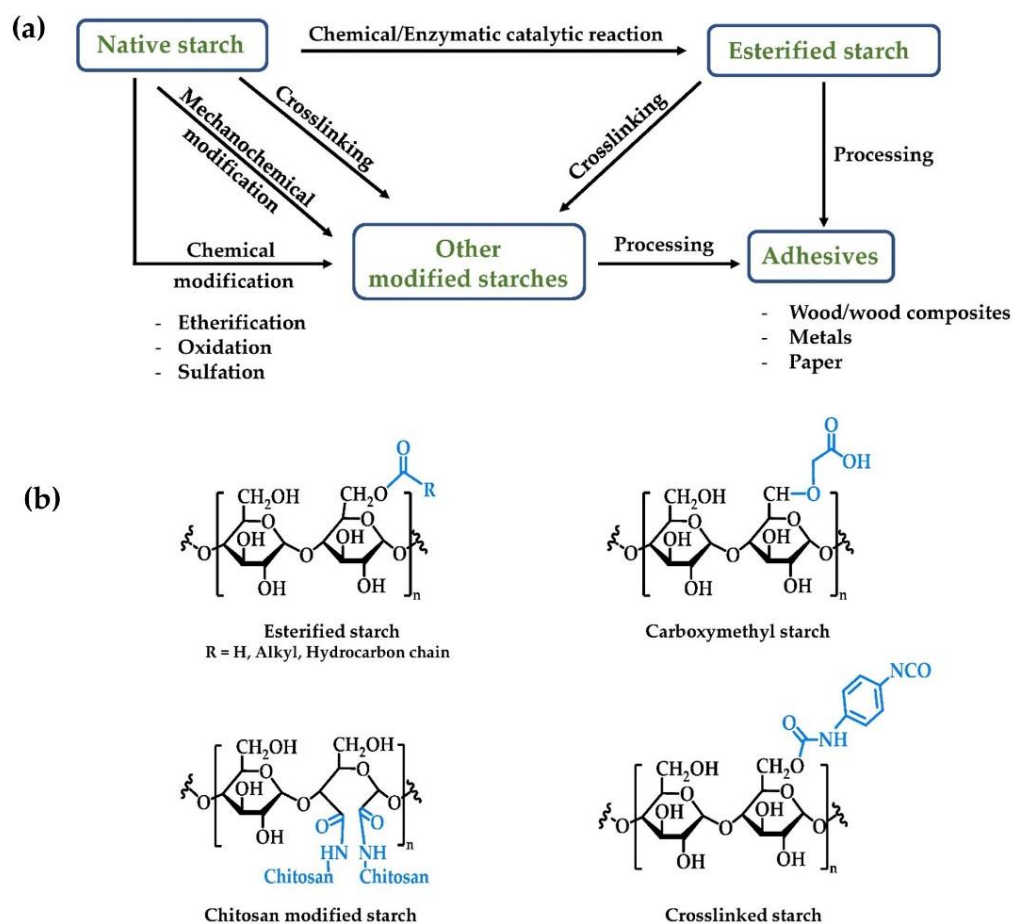 (a)
Native starch
Chemical/Enzymatic catalytic reaction
Esterified starch
Crosslinking
Mechanochemical
modification
Crosslinking
Processing
Chemical
modification
Other
modified starches
Processing
Adhesives
- Etherification
- Oxidation
- Sulfation
- Wood/wood composites
- Metals
- Paper
(b)
O
O
R
CH2O
CH2OH
O
O
OH
OH
O
O
O
OH
OH
n
Esterified starch
R = H, Alkyl, Hydrocarbon chain
O
OH
O
CH
CH2OH
O
O
OH
OH
O
O
O
OH
OH
n
Carboxymethyl starch
CH2OH
CH2OH
O
O
OH
O
O
O
OH
O
O
HN
NH
Chitosan
Chitosan
n
Chitosan modified starch
NCO
O
NH
O
CH2
CH2OH
O
O
OH
OH
O
O
O
OH
OH
n
Crosslinked starch